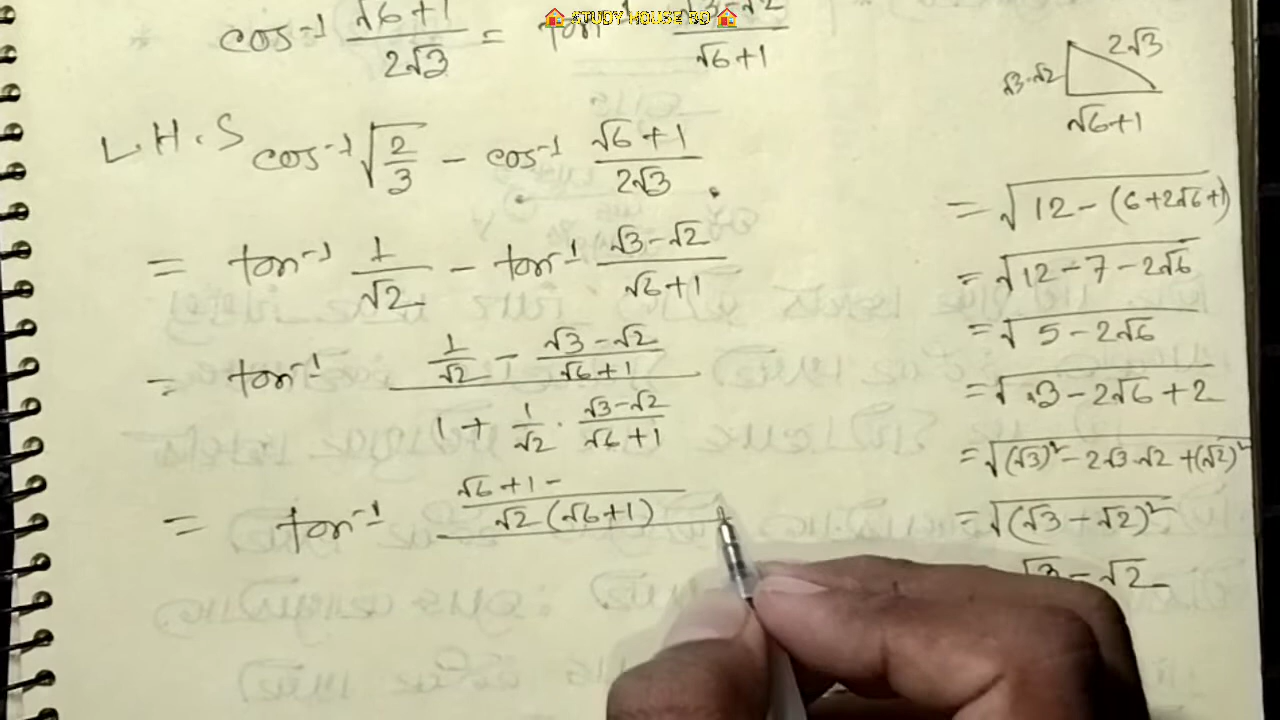 🏠 STUDY HOUSE RO 🏠
cos⁻¹ (√6+1)/(2√3) = tan⁻¹ (√3-√2)/(√6+1)
L.H.S cos⁻¹ √(2/3) - cos⁻¹ (√6+1)/(2√3)
= tan⁻¹ 1/√2 - tan⁻¹ (√3-√2)/(√6+1)
= tan⁻¹ (1/√2 - (√3-√2)/(√6+1)) / (1 + 1/√2 · (√3-√2)/(√6+1))
= tan⁻¹ (√6+1- / √2(√6+1))
2√3
√3-√2
√6+1
= √(12-(6+2√6+1)
= √(12-7-2√6
= √(5-2√6
= √(3-2√6+2
= √((√3)²-2√3·√2+(√2)²
= √((√3-√2)²
√3-√2